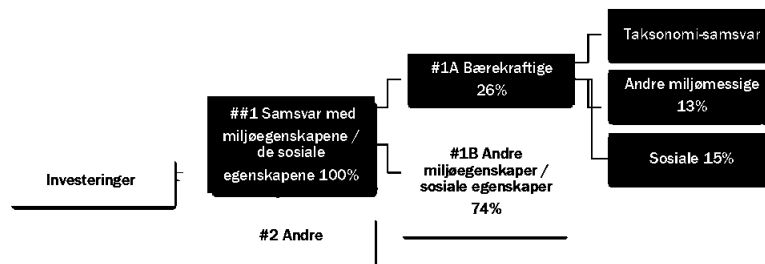 Investeringer
##1 Samsvar med
miljøegenskapene /
de sosiale
egenskapene 100%
#2 Andre
#1A Bærekraftige
26%
#1B Andre
miljøegenskaper /
sosiale egenskaper
74%
Taksonomi-samsvar
Andre miljømessige
13%
Sosiale 15%